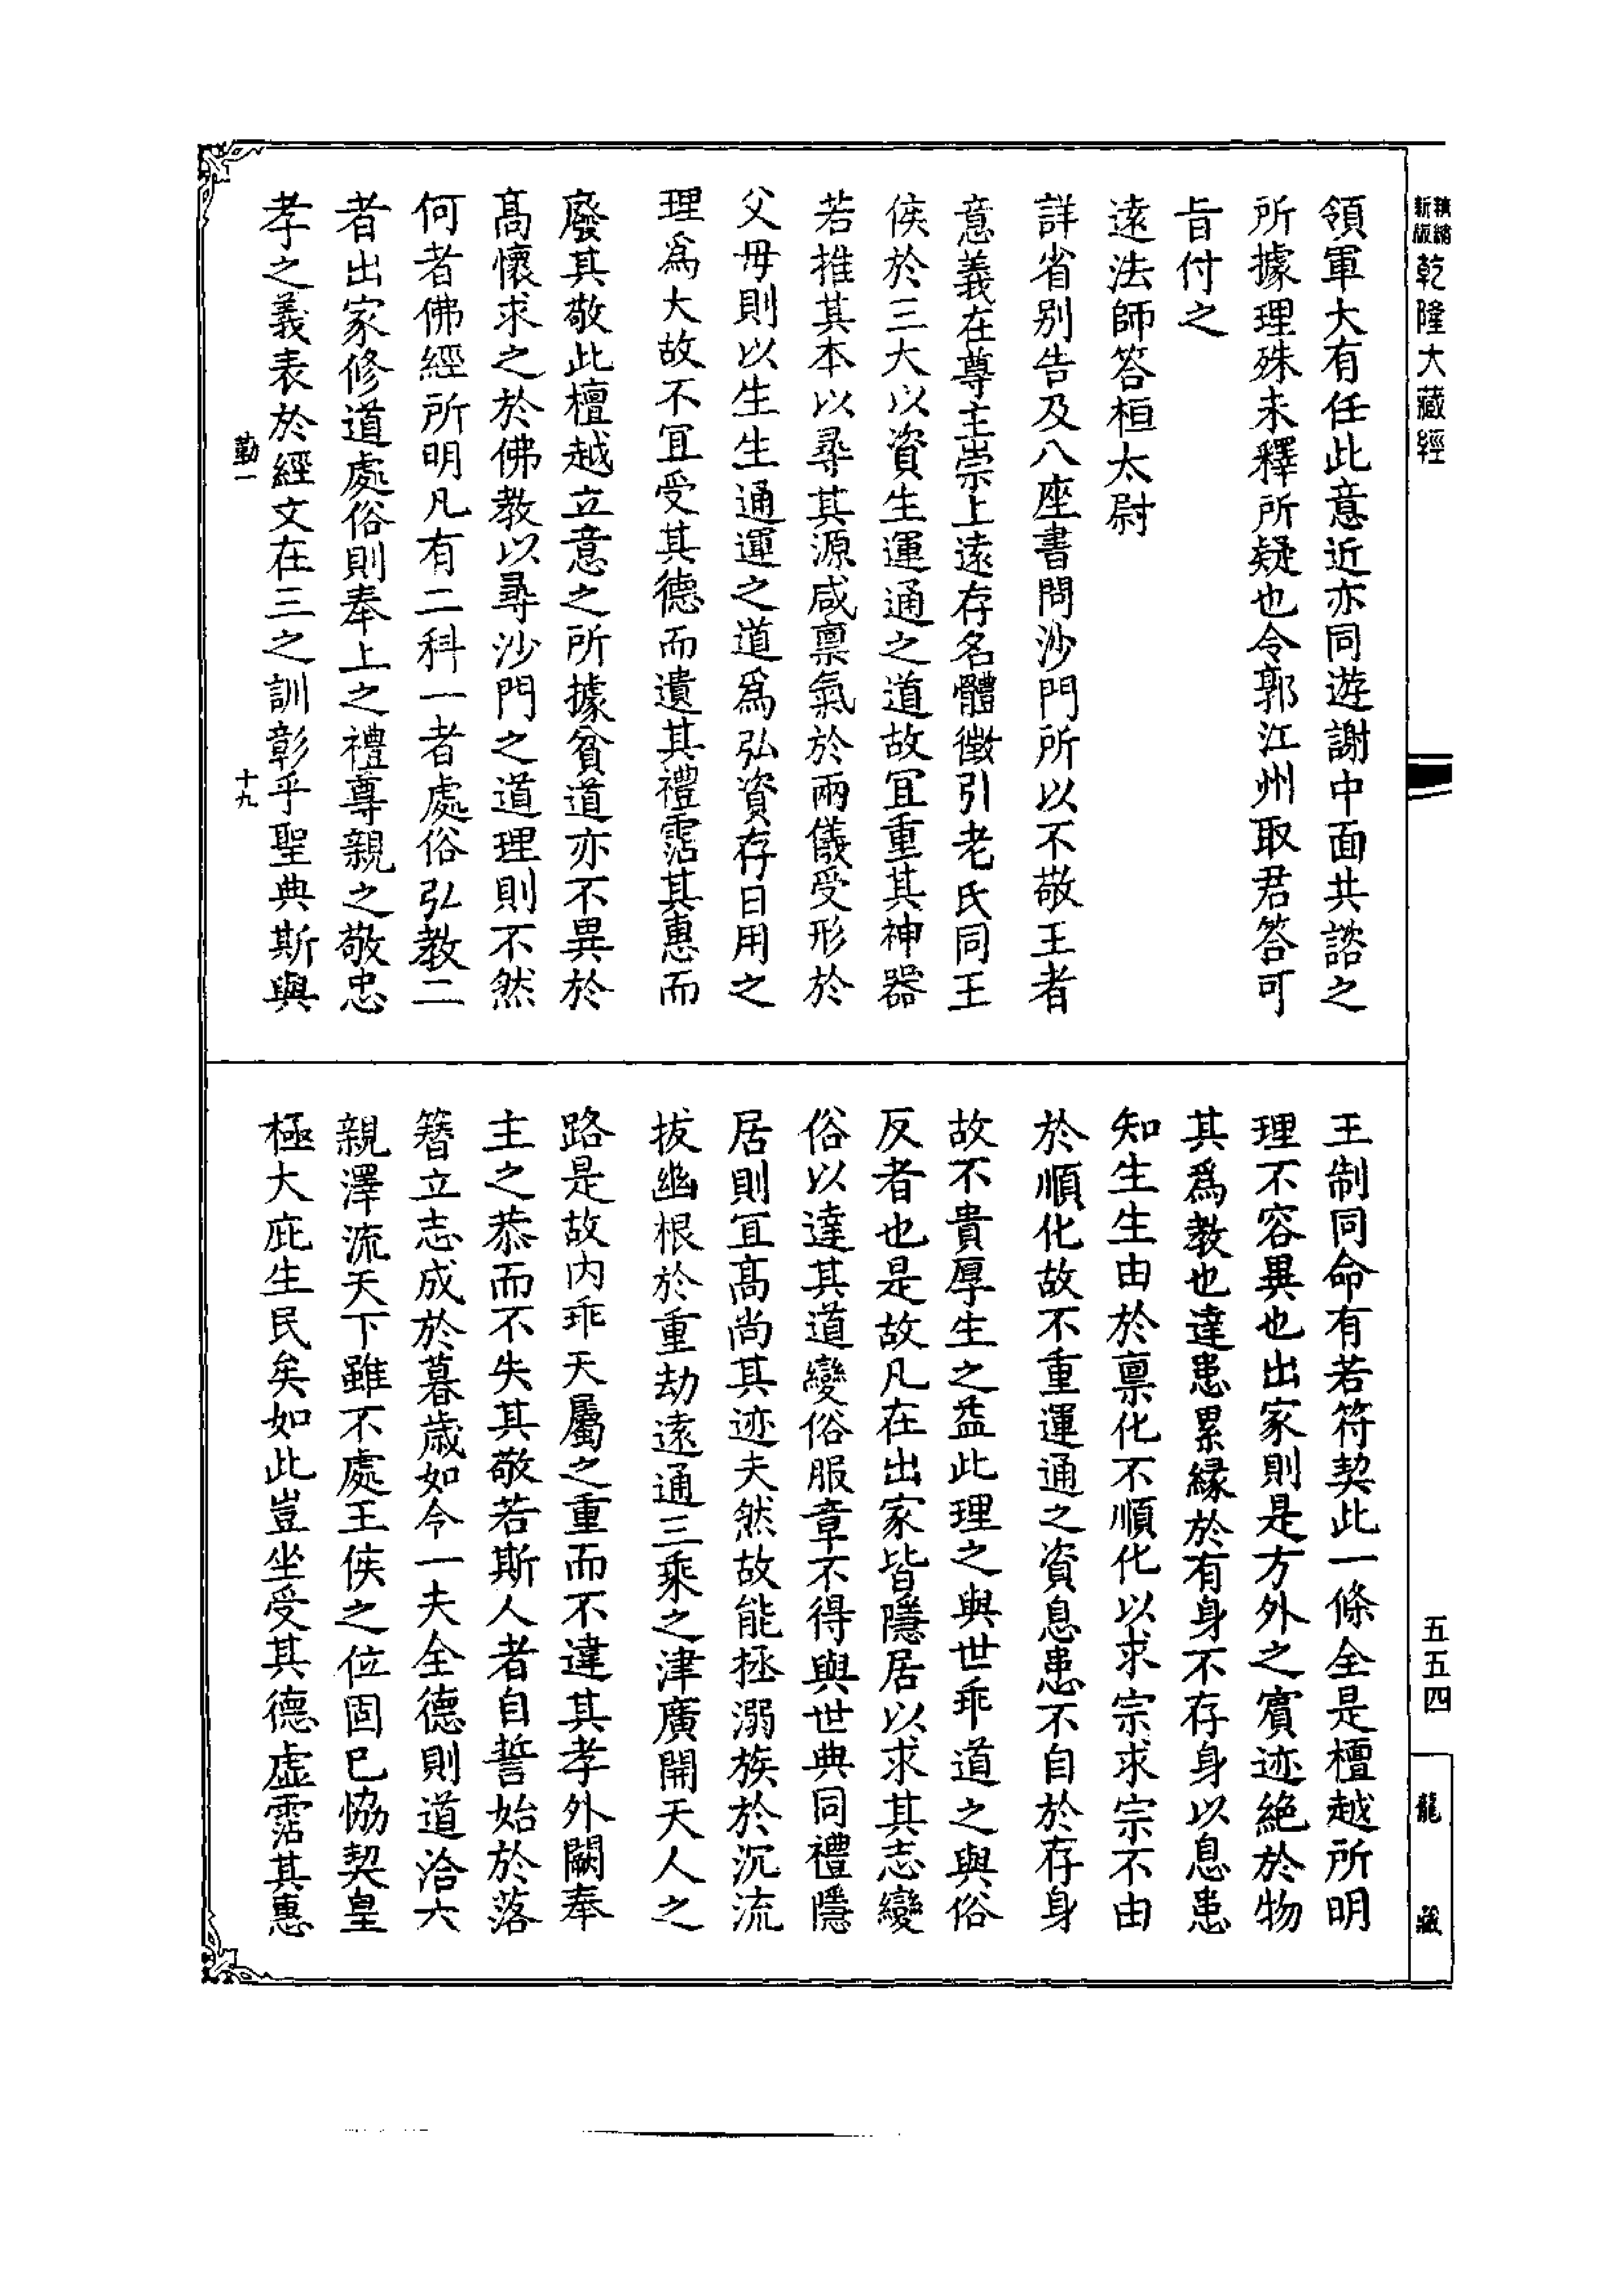 新版精縮乾隆大藏經
領軍大有任此意近亦同遊謝中面共諮之
所據理殊未釋所疑也令郭江州取君答可
旨付之
遠法師答桓太尉
詳省别告及八座書問沙門所以不敬王者
意義在尊主崇上遠存名體徵引老氏同王
侯於三大以資生運通之道故宜重其神器
若推其本以尋其源咸禀氣於兩儀受形於
父母則以生生通運之道爲弘資存日用之
理爲大故不宜受其德而遺其禮霑其惠而
廢其敬此檀越立意之所據貧道亦不異於
髙懷求之於佛教以尋沙門之道理則不然
何者佛經所明凡有二科一者處俗弘教二
者出家修道處俗則奉上之禮尊親之敬忠
孝之義表於經文在三之訓彰乎聖典斯與
勤一
十九
王制同命有若符契此一條全是檀越所明
理不容異也出家則是方外之賓迹絶於物
其爲教也達患累緣於有身不存身以息患
知生生由於禀化不順化以求宗求宗不由
於順化故不重運通之資息患不自於存身
故不貴厚生之益此理之與世乖道之與俗
反者也是故凡在出家皆隱居以求其志變
俗以達其道變俗服章不得與世典同禮隱
居則宜髙尚其迹夫然故能拯溺族於沉流
拔幽根於重劫遠通三乘之津廣開天人之
路是故内乖天屬之重而不違其孝外闕奉
主之恭而不失其敬若斯人者自誓始於落
簪立志成於暮歲如令一夫全德則道洽六
親澤流天下雖不處王侯之位固已協契皇
極大庇生民矣如此豈坐受其德虚霑其惠
五五四
龍藏